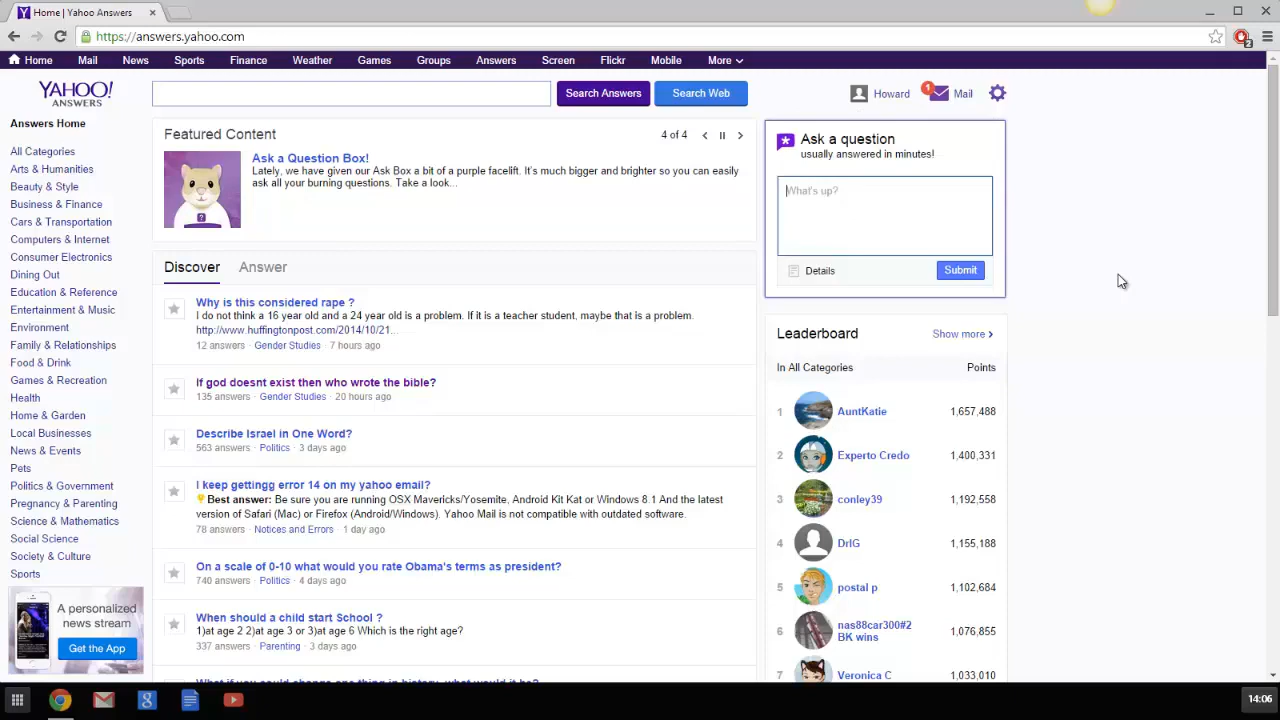 Home | Yahoo Answers
https://answers.yahoo.com
2
Home Mail News Sports Finance Weather Games Groups Answers Screen Flickr Mobile More
YAHOO! ANSWERS
Search Answers
Search Web
Howard
1
Mail
Answers Home
All Categories
Arts & Humanities
Beauty & Style
Business & Finance
Cars & Transportation
Computers & Internet
Consumer Electronics
Dining Out
Education & Reference
Entertainment & Music
Environment
Family & Relationships
Food & Drink
Games & Recreation
Health
Home & Garden
Local Businesses
News & Events
Pets
Politics & Government
Pregnancy & Parenting
Science & Mathematics
Social Science
Society & Culture
Sports
A personalized
news stream
Get the App
Featured Content
4 of 4
Ask a Question Box!
Lately, we have given our Ask Box a bit of a purple facelift. It's much bigger and brighter so you can easily
ask all your burning questions. Take a look...
Discover Answer
Why is this considered rape ?
I do not think a 16 year old and a 24 year old is a problem. If it is a teacher student, maybe that is a problem.
http://www.huffingtonpost.com/2014/10/21...
12 answers · Gender Studies · 7 hours ago
If god doesnt exist then who wrote the bible?
135 answers · Gender Studies · 20 hours ago
Describe Israel in One Word?
563 answers · Politics · 3 days ago
I keep gettingg error 14 on my yahoo email?
Best answer: Be sure you are running OSX Mavericks/Yosemite, Android Kit Kat or Windows 8.1 And the latest
version of Safari (Mac) or Firefox (Android/Windows). Yahoo Mail is not compatible with outdated software.
78 answers · Notices and Errors · 1 day ago
On a scale of 0-10 what would you rate Obama's terms as president?
740 answers · Politics · 4 days ago
When should a child start School ?
1)at age 2 2)at age 3 or 3)at age 6 Which is the right age?
337 answers · Parenting · 3 days ago
What if you could change one thing in history, what would it be?
Ask a question
usually answered in minutes!
What's up?
Details
Submit
Leaderboard
Show more
In All Categories Points
1 AuntKatie 1,657,488
2 Experto Credo 1,400,331
3 conley39 1,192,558
4 DrIG 1,155,188
5 postal p 1,102,684
6 nas88car300#2 BK wins 1,076,855
7 Veronica C 1,033,010
14:06